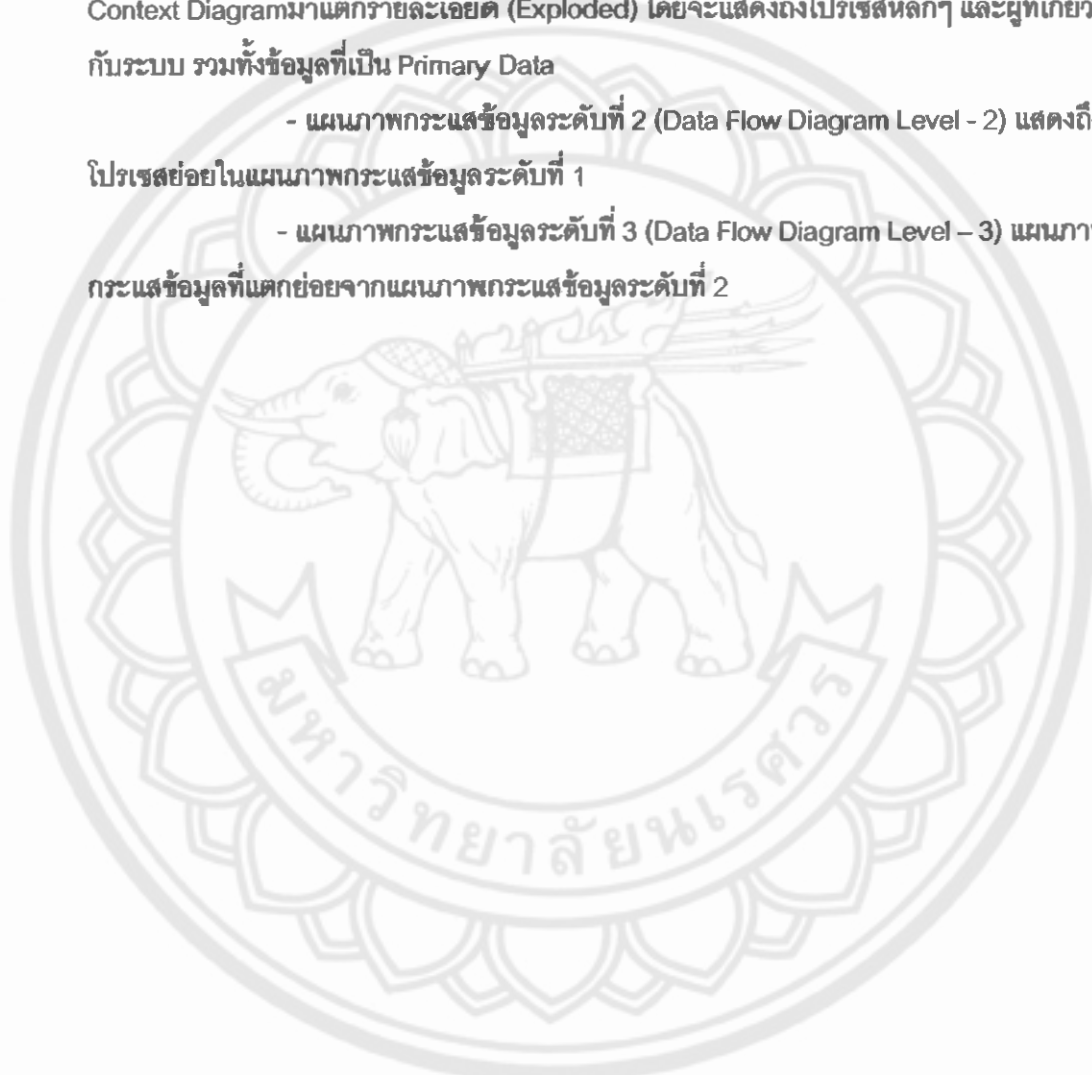 Context Diagramมาแตกรายละเอียด (Exploded) โดยจะแสดงถึงโปรเซสหลักๆ และผู้ที่เกี่ยว
กับระบบ รวมทั้งข้อมูลที่เป็น Primary Data
- แผนภาพกระแสข้อมูลระดับที่ 2 (Data Flow Diagram Level - 2) แสดงถึ
โปรเซสย่อยในแผนภาพกระแสข้อมูลระดับที่ 1
- แผนภาพกระแสข้อมูลระดับที่ 3 (Data Flow Diagram Level – 3) แผนภา
กระแสข้อมูลที่แตกย่อยจากแผนภาพกระแสข้อมูลระดับที่ 2
มหาวิทยาลัยนเรศวร